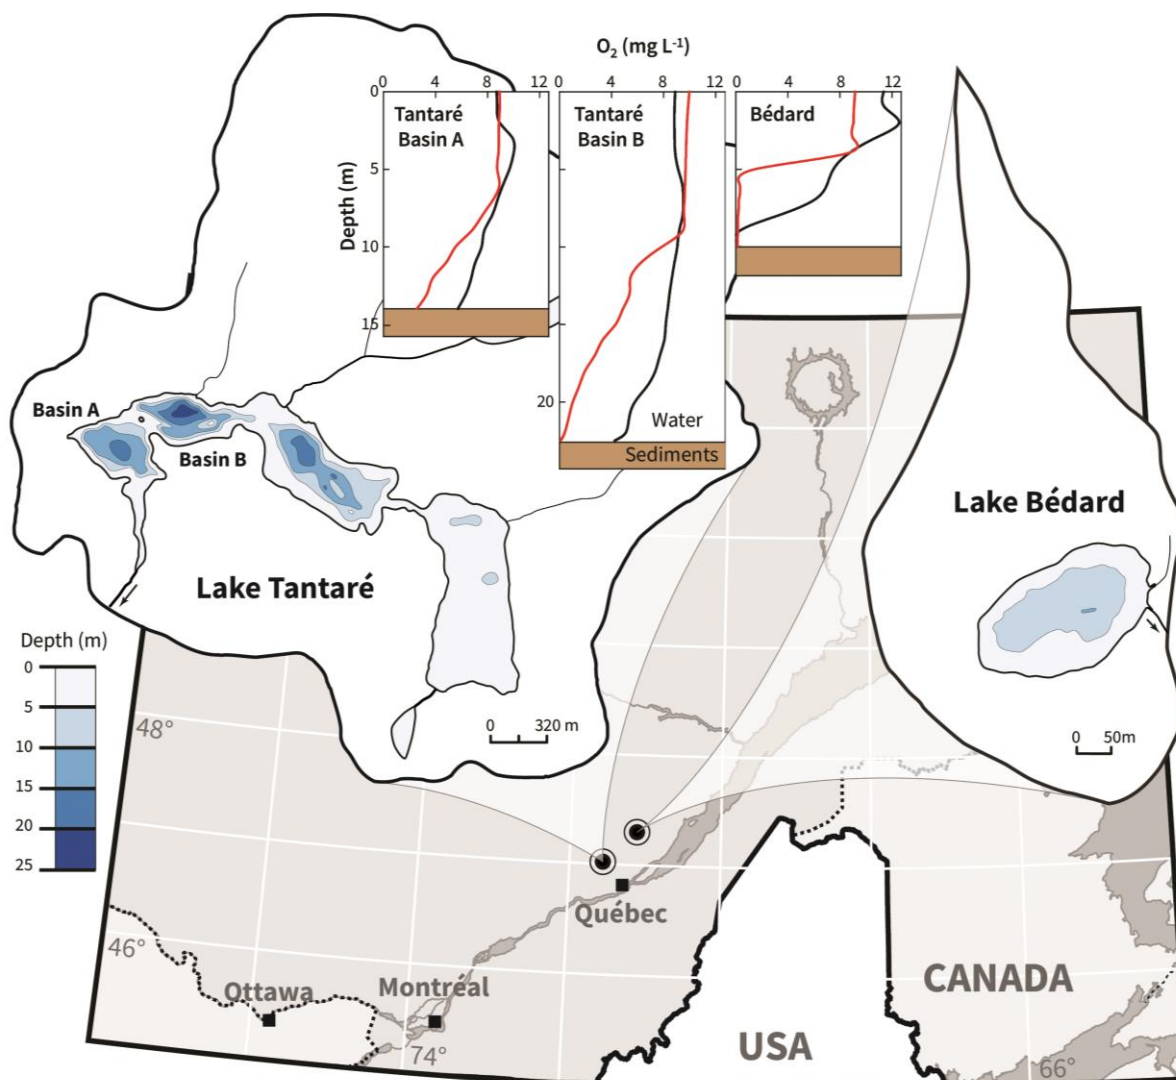 O₂ (mg L⁻¹)
0 4 8 12
0 4 8 12
0 4 8 12
Tantaré
Basin A
Tantaré
Basin B
Bédard
Depth (m)
0
5
10
15
20
Water
Sediments
Basin A
Basin B
Lake Tantaré
0 320 m
Lake Bédard
0 50m
Depth (m)
0
5
10
15
20
25
48°
46°
74°
66°
Québec
Ottawa
Montréal
CANADA
USA